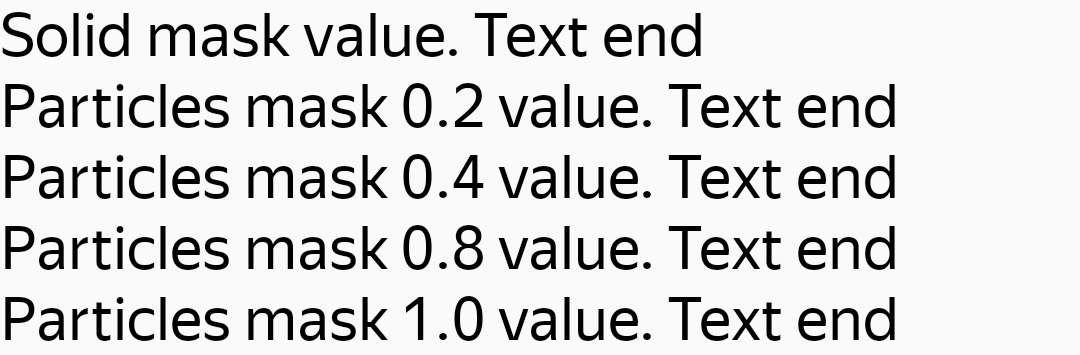 Solid mask value. Text end
Particles mask 0.2 value. Text end
Particles mask 0.4 value. Text end
Particles mask 0.8 value. Text end
Particles mask 1.0 value. Text end